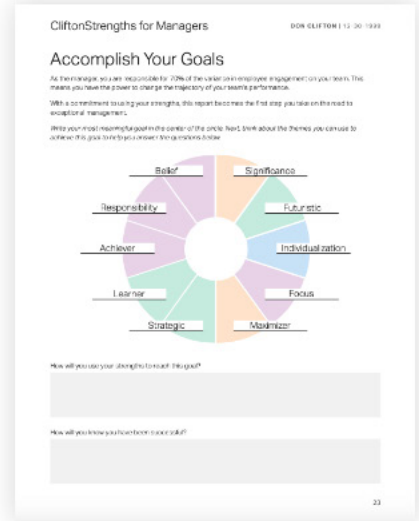 CliftonStrengths for Managers
DON CLIFTON | 12-30-1998
Accomplish Your Goals
As the manager, you are responsible for 70% of the variance in employee engagement on your team. This
means you have the power to change the trajectory of your team's performance.
With a commitment to using your strengths, this report becomes the first step you take on the road to
exceptional management.
Write your most meaningful goal in the center of the circle. Next, think about the themes you can use to
achieve this goal to help you answer the questions below.
Belief
Significance
Responsibility
Futuristic
Achiever
Individualization
Learner
Focus
Strategic
Maximizer
How will you use your strengths to reach this goal?
How will you know you have been successful?
23